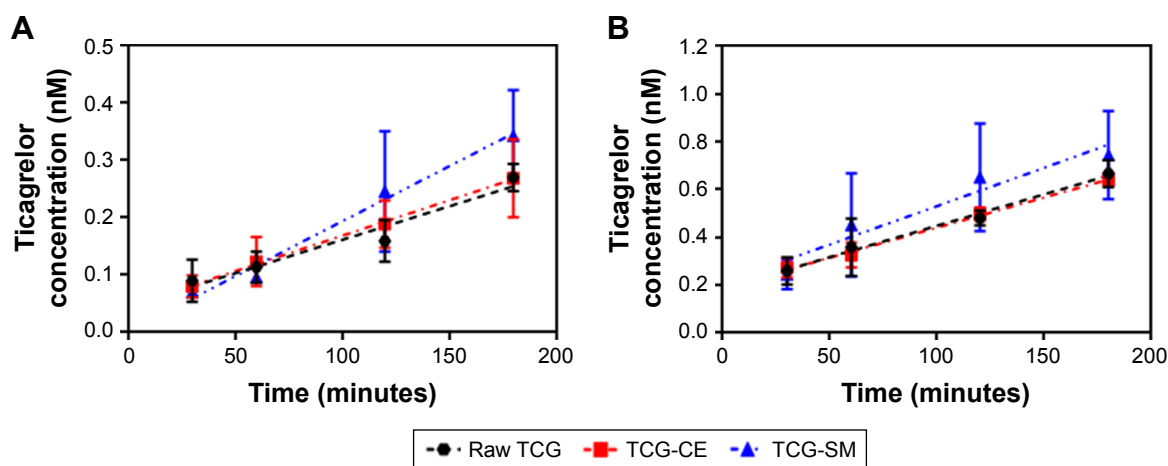 A
Ticagrelor
concentration (nM)
0.5
0.4
0.3
0.2
0.1
0.0
0
50
100
150
200
Time (minutes)
B
Ticagrelor
concentration (nM)
1.2
1.0
0.8
0.6
0.4
0.2
0.0
0
50
100
150
200
Time (minutes)
Raw TCG
TCG-CE
TCG-SM